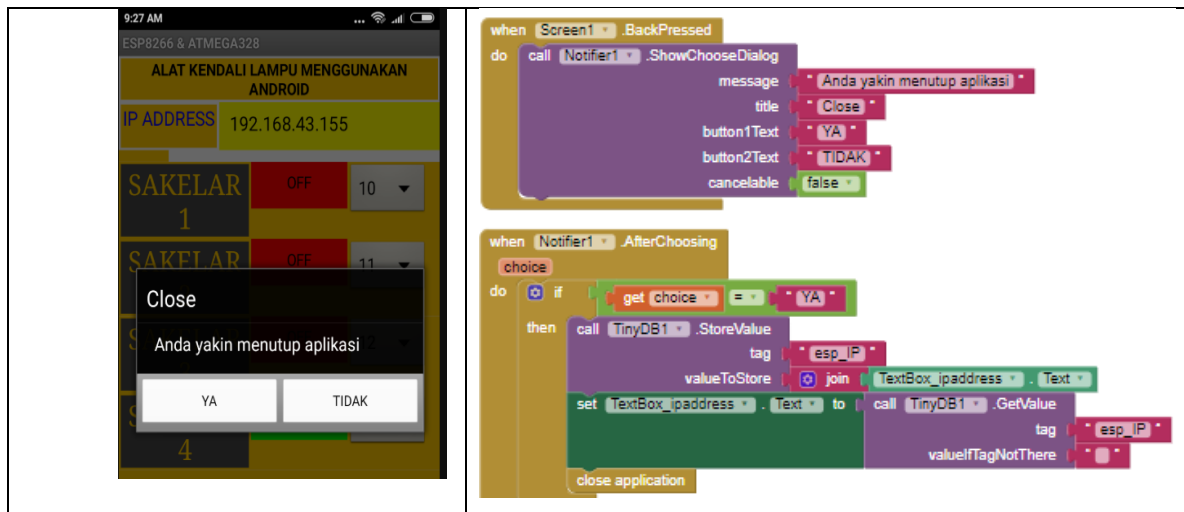 9:27 AM ...
ESP8266 & ATMEGA328
ALAT KENDALI LAMPU MENGGUNAKAN
ANDROID
IP ADDRESS 192.168.43.155
SAKELAR
1
OFF
10
SAKELAR
OFF
11
Close
Anda yakin menutup aplikasi
YA TIDAK
4
when Screen1 .BackPressed
do call Notifier1 .ShowChooseDialog
message " Anda yakin menutup aplikasi "
title " Close "
button1Text " YA "
button2Text " TIDAK "
cancelable false
when Notifier1 .AfterChoosing
choice
do if get choice = " YA "
then call TinyDB1 .StoreValue
tag " esp_IP "
valueToStore join TextBox_ipaddress . Text
set TextBox_ipaddress . Text to call TinyDB1 .GetValue
tag " esp_IP "
valueIfTagNotThere " "
close application